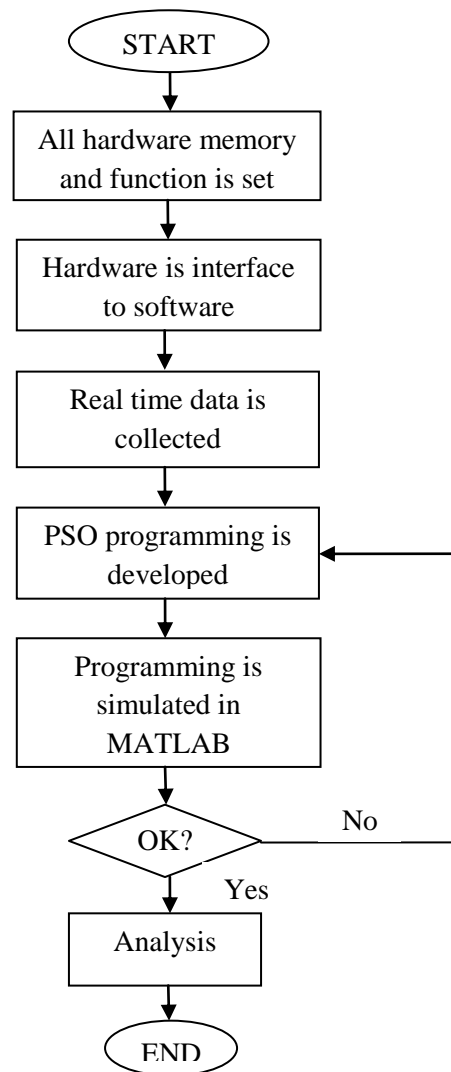 START
All hardware memory
and function is set
Hardware is interface
to software
Real time data is
collected
PSO programming is
developed
Programming is
simulated in
MATLAB
OK?
No
Yes
Analysis
END